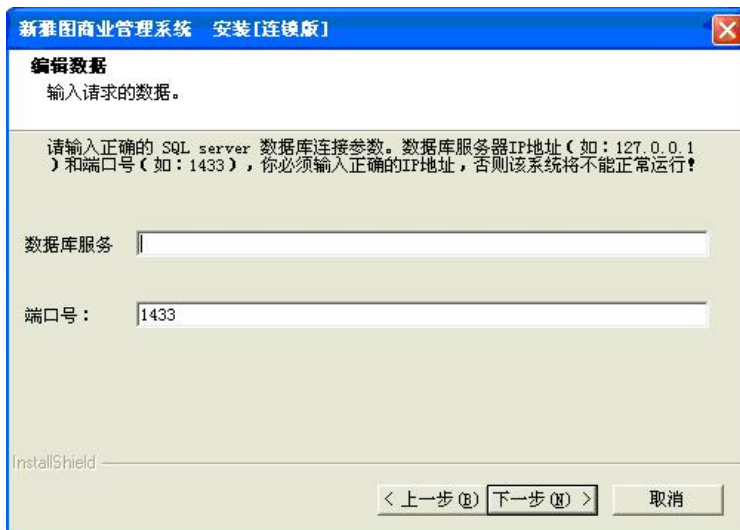 新雅图商业管理系统 安装[连锁版]
编辑数据
输入请求的数据。
请输入正确的 SQL server 数据库连接参数。数据库服务器IP地址(如:127.0.0.1
)和端口号(如:1433),你必须输入正确的IP地址,否则该系统将不能正常运行!
数据库服务
端口号: 1433
InstallShield
< 上一步(B) 下一步(N) > 取消